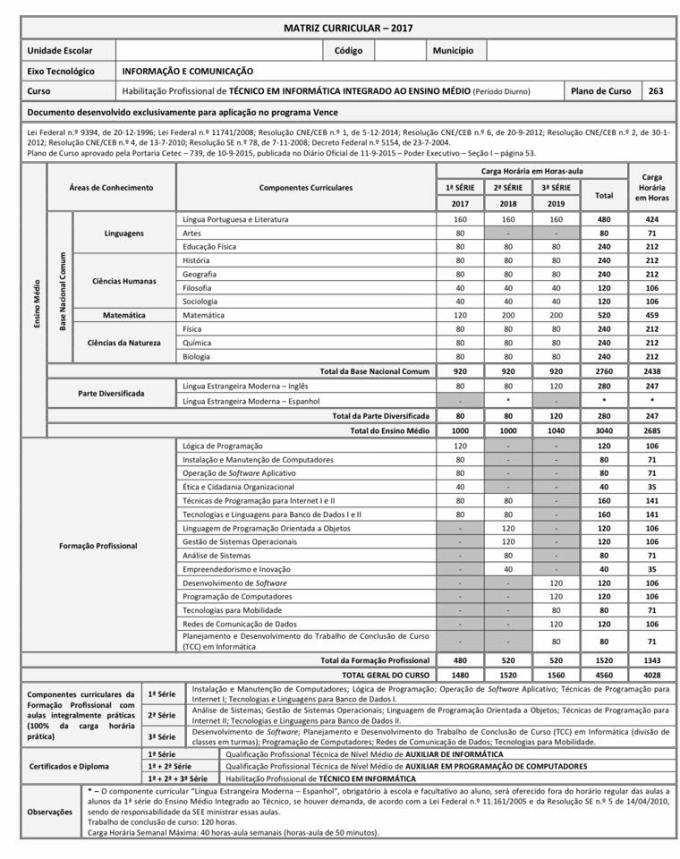 MATRIZ CURRICULAR – 2017
Unidade Escolar Código Município
Eixo Tecnológico INFORMAÇÃO E COMUNICAÇÃO
Curso Habilitação Profissional de TÉCNICO EM INFORMÁTICA INTEGRADO AO ENSINO MÉDIO (Período Diurno) Plano de Curso 263
Documento desenvolvido exclusivamente para aplicação no programa Vence
Lei Federal n.º 9394, de 20-12-1996; Lei Federal n.º 11741/2008; Resolução CNE/CEB n.º 1, de 5-12-2014; Resolução CNE/CEB n.º 6, de 20-9-2012; Resolução CNE/CEB n.º 2, de 30-1-
2012; Resolução CNE/CEB n.º 4, de 13-7-2010; Resolução SE n.º 78, de 7-11-2008; Decreto Federal n.º 5154, de 23-7-2004.
Plano de Curso aprovado pela Portaria Cetec – 739, de 10-9-2015, publicada no Diário Oficial de 11-9-2015 – Poder Executivo – Seção I – página 53.
Áreas de Conhecimento Componentes Curriculares Carga Horária em Horas-aula Carga Horária em Horas
1ª SÉRIE 2ª SÉRIE 3ª SÉRIE Total
2017 2018 2019
Ensino Médio
Base Nacional Comum
Linguagens
Língua Portuguesa e Literatura 160 160 160 480 424
Artes 80 - - 80 71
Educação Física 80 80 80 240 212
Ciências Humanas
História 80 80 80 240 212
Geografia 80 80 80 240 212
Filosofia 40 40 40 120 106
Sociologia 40 40 40 120 106
Matemática Matemática 120 200 200 520 459
Ciências da Natureza
Física 80 80 80 240 212
Química 80 80 80 240 212
Biologia 80 80 80 240 212
Total da Base Nacional Comum 920 920 920 2760 2438
Parte Diversificada
Língua Estrangeira Moderna – Inglês 80 80 120 280 247
Língua Estrangeira Moderna – Espanhol - * - * *
Total da Parte Diversificada 80 80 120 280 247
Total do Ensino Médio 1000 1000 1040 3040 2685
Formação Profissional
Lógica de Programação 120 - - 120 106
Instalação e Manutenção de Computadores 80 - - 80 71
Operação de Software Aplicativo 80 - - 80 71
Ética e Cidadania Organizacional 40 - - 40 35
Técnicas de Programação para Internet I e II 80 80 - 160 141
Tecnologias e Linguagens para Banco de Dados I e II 80 80 - 160 141
Linguagem de Programação Orientada a Objetos - 120 - 120 106
Gestão de Sistemas Operacionais - 120 - 120 106
Análise de Sistemas - 80 - 80 71
Empreendedorismo e Inovação - 40 - 40 35
Desenvolvimento de Software - - 120 120 106
Programação de Computadores - - 120 120 106
Tecnologias para Mobilidade - - 80 80 71
Redes de Comunicação de Dados - - 120 120 106
Planejamento e Desenvolvimento do Trabalho de Conclusão de Curso
(TCC) em Informática - - 80 80 71
Total da Formação Profissional 480 520 520 1520 1343
TOTAL GERAL DO CURSO 1480 1520 1560 4560 4028
Componentes curriculares da
Formação Profissional com
aulas integralmente práticas
(100% da carga horária
prática)
1ª Série Instalação e Manutenção de Computadores; Lógica de Programação; Operação de Software Aplicativo; Técnicas de Programação para
Internet I; Tecnologias e Linguagens para Banco de Dados I.
2ª Série Análise de Sistemas; Gestão de Sistemas Operacionais; Linguagem de Programação Orientada a Objetos; Técnicas de Programação para
Internet II; Tecnologias e Linguagens para Banco de Dados II.
3ª Série Desenvolvimento de Software; Planejamento e Desenvolvimento do Trabalho de Conclusão de Curso (TCC) em Informática (divisão de
classes em turmas); Programação de Computadores; Redes de Comunicação de Dados; Tecnologias para Mobilidade.
Certificados e Diploma
1ª Série Qualificação Profissional Técnica de Nível Médio de AUXILIAR DE INFORMÁTICA
1ª + 2ª Série Qualificação Profissional Técnica de Nível Médio de AUXILIAR EM PROGRAMAÇÃO DE COMPUTADORES
1ª + 2ª + 3ª Série Habilitação Profissional de TÉCNICO EM INFORMÁTICA
Observações
* – O componente curricular "Língua Estrangeira Moderna – Espanhol", obrigatório à escola e facultativo ao aluno, será oferecido fora do horário regular das aulas a
alunos da 1ª série do Ensino Médio Integrado ao Técnico, se houver demanda, de acordo com a Lei Federal n.º 11.161/2005 e da Resolução SE n.º 5 de 14/04/2010,
sendo de responsabilidade da SEE ministrar essas aulas.
Trabalho de conclusão de curso: 120 horas.
Carga Horária Semanal Máxima: 40 horas-aula semanais (horas-aula de 50 minutos).